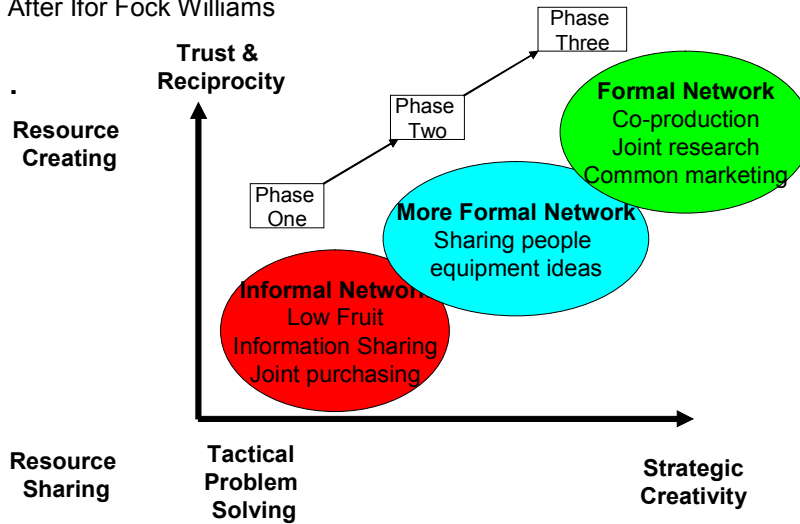 After Ifor Fock Williams
Trust &
Reciprocity
.
Resource
Creating
Phase
Three
Phase
Two
Phase
One
Formal Network
Co-production
Joint research
Common marketing
More Formal Network
Sharing people
equipment ideas
Informal Network
Low Fruit
Information Sharing
Joint purchasing
Resource
Sharing
Tactical
Problem
Solving
Strategic
Creativity